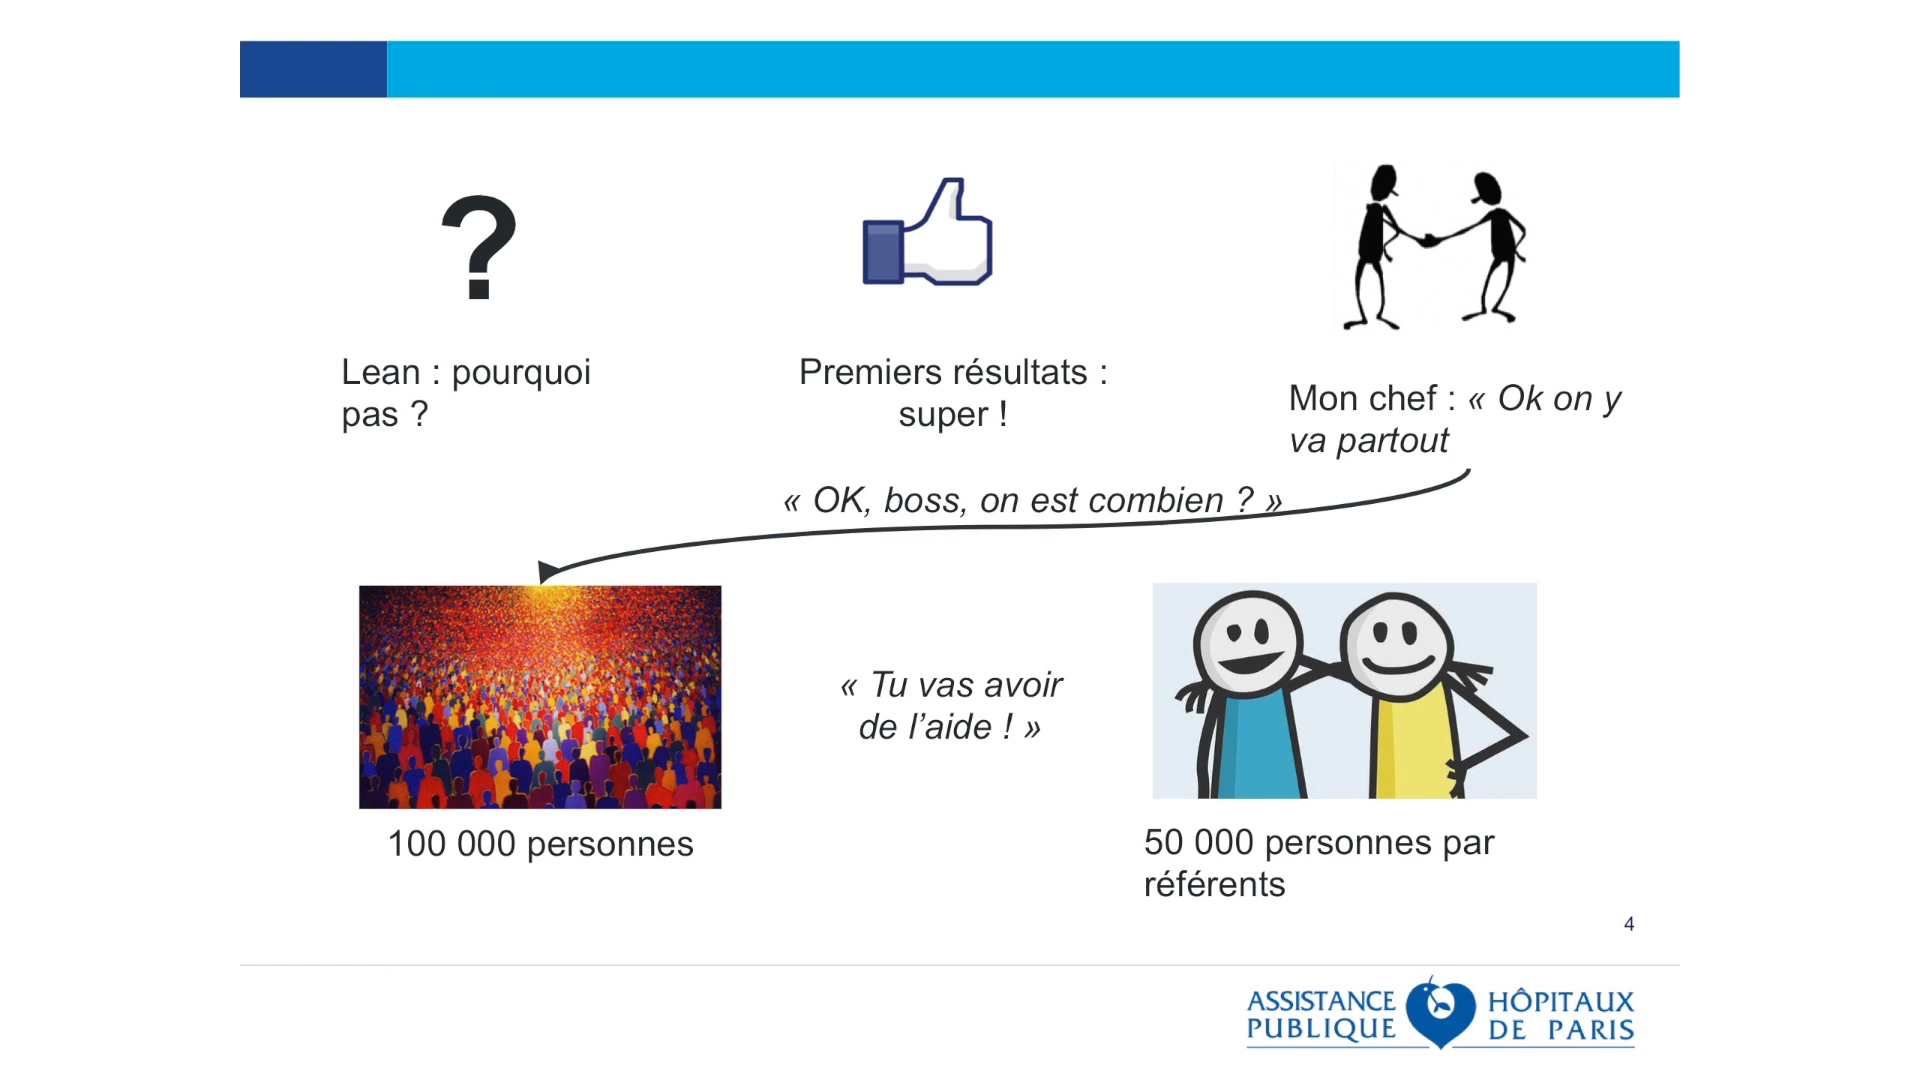 ?
Lean : pourquoi
pas ?
Premiers résultats :
super !
Mon chef : « Ok on y
va partout
« OK, boss, on est combien ? »
« Tu vas avoir
de l’aide ! »
100 000 personnes
50 000 personnes par
référents
4
ASSISTANCE
PUBLIQUE
HÔPITAUX
DE PARIS